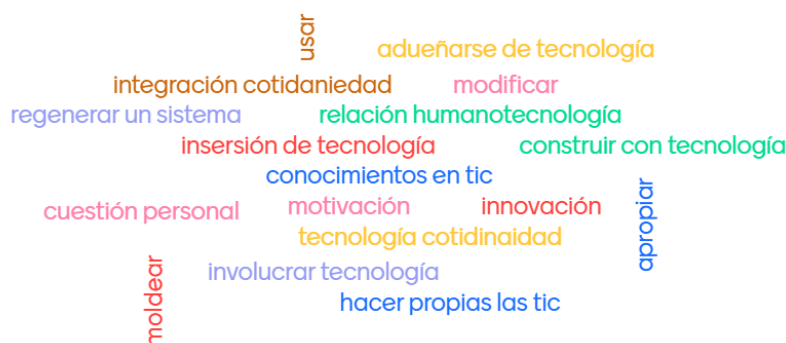 usar
adueñarse de tecnología
integración cotidaniedad
modificar
regenerar un sistema
relación humanotecnología
insersión de tecnología
construir con tecnología
conocimientos en tic
cuestión personal
motivación
innovación
apropiar
tecnología cotidinaidad
involucrar tecnología
moldear
hacer propias las tic